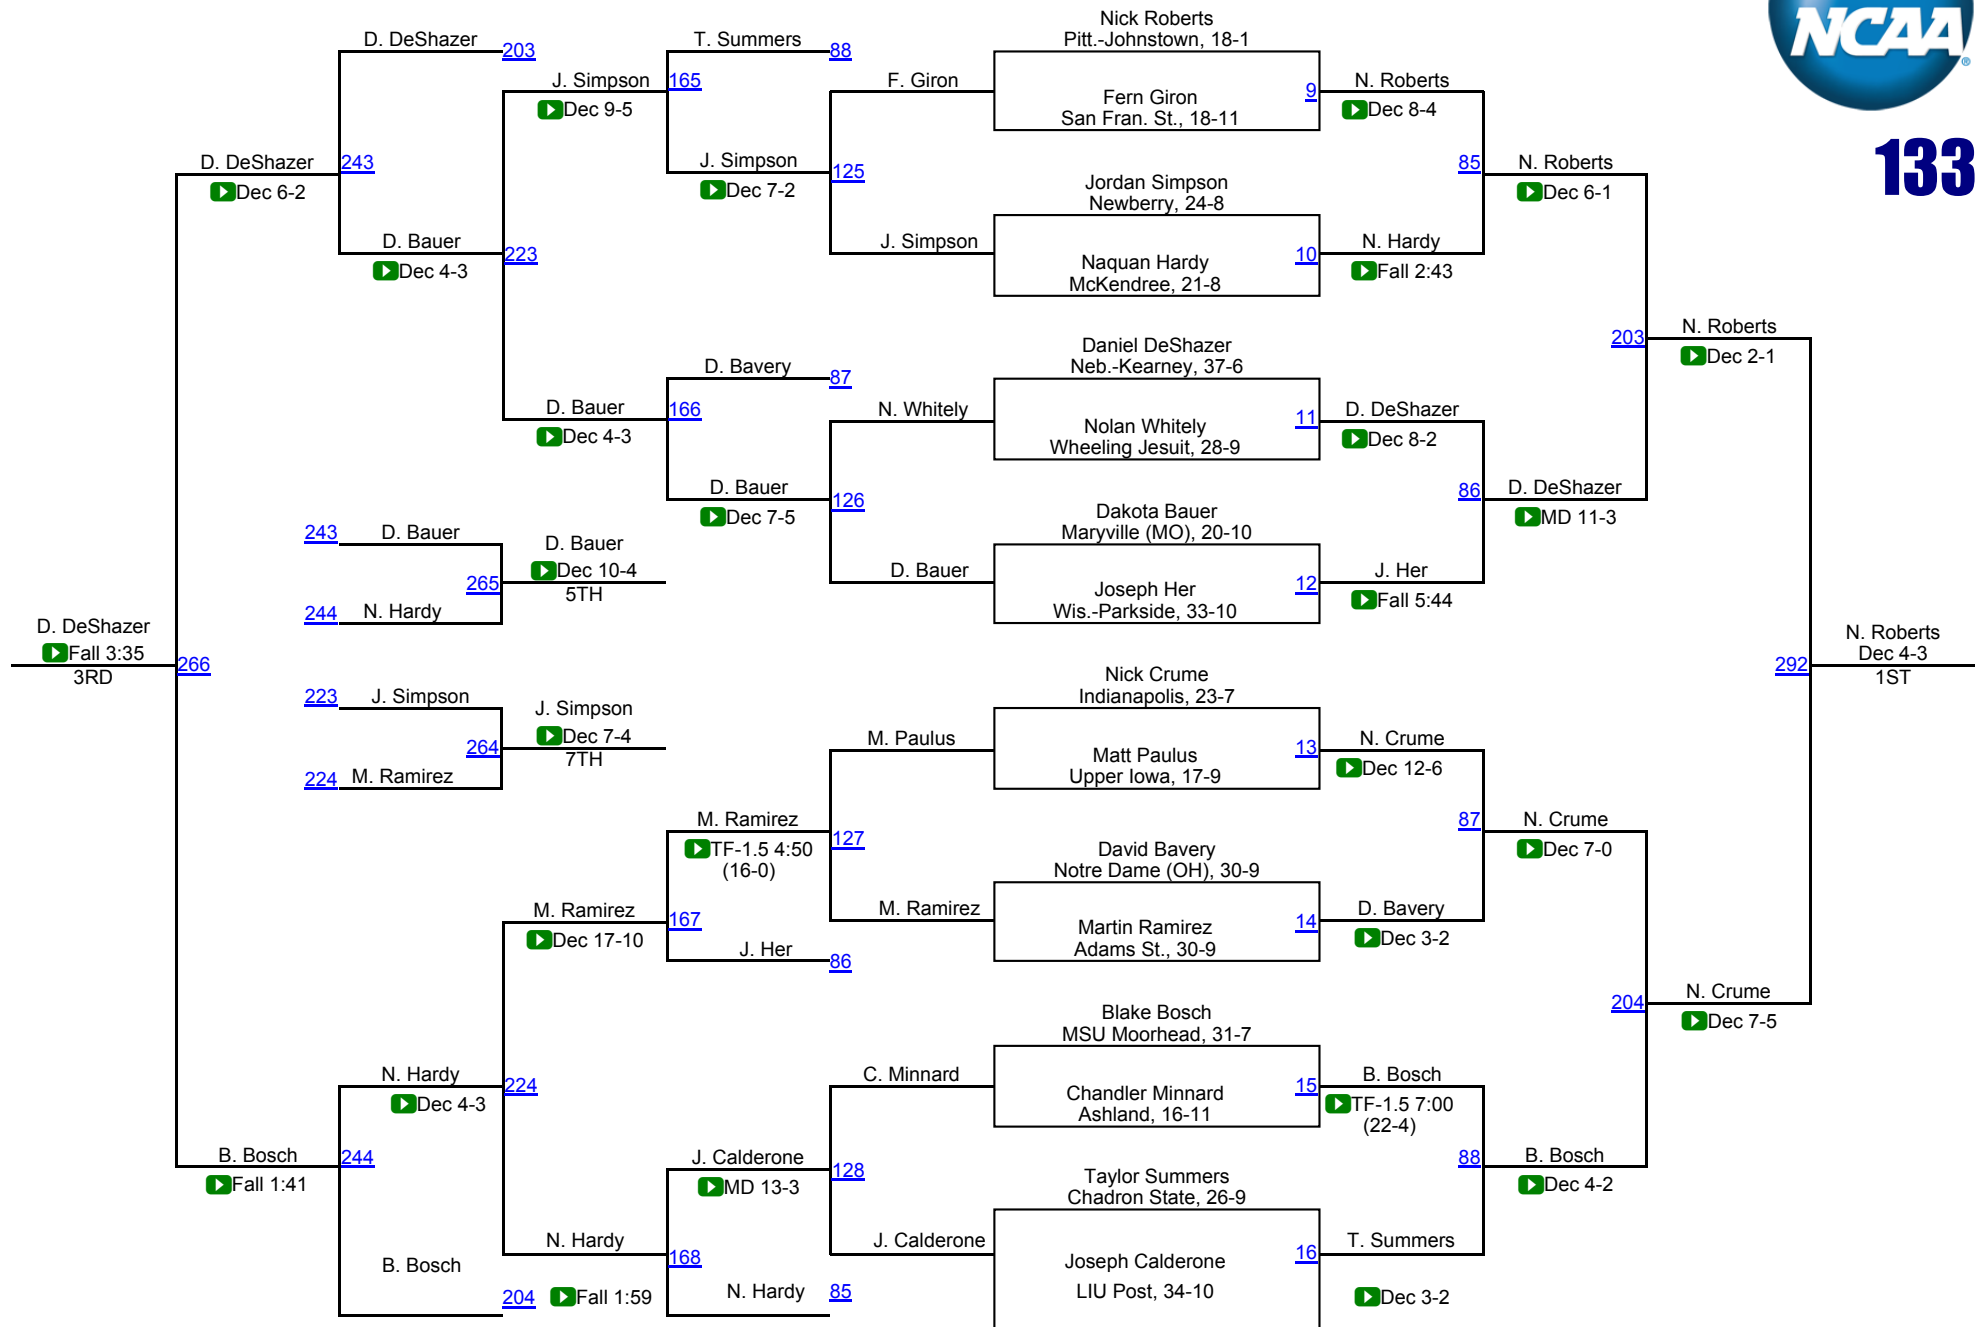 NCAA
®
133
Nick Roberts
Pitt.-Johnstown, 18-1
D. DeShazer
203
T. Summers
88
J. Simpson
165
Dec 9-5
F. Giron
Fern Giron
San Fran. St., 18-11
9
N. Roberts
Dec 8-4
D. DeShazer
243
Dec 6-2
J. Simpson
125
Dec 7-2
Jordan Simpson
Newberry, 24-8
85
N. Roberts
Dec 6-1
D. Bauer
223
Dec 4-3
J. Simpson
Naquan Hardy
McKendree, 21-8
10
N. Hardy
Fall 2:43
203
N. Roberts
Dec 2-1
Daniel DeShazer
Neb.-Kearney, 37-6
D. Bavery
87
D. Bauer
166
Dec 4-3
N. Whitely
Nolan Whitely
Wheeling Jesuit, 28-9
11
D. DeShazer
Dec 8-2
D. Bauer
126
Dec 7-5
Dakota Bauer
Maryville (MO), 20-10
86
D. DeShazer
MD 11-3
243
D. Bauer
D. Bauer
265
Dec 10-4
5TH
244
N. Hardy
D. Bauer
Joseph Her
Wis.-Parkside, 33-10
12
J. Her
Fall 5:44
D. DeShazer
Fall 3:35
266
3RD
292
N. Roberts
Dec 4-3
1ST
223
J. Simpson
J. Simpson
264
Dec 7-4
7TH
224
M. Ramirez
Nick Crume
Indianapolis, 23-7
M. Paulus
Matt Paulus
Upper Iowa, 17-9
13
N. Crume
Dec 12-6
M. Ramirez
127
TF-1.5 4:50
(16-0)
David Bavery
Notre Dame (OH), 30-9
87
N. Crume
Dec 7-0
M. Ramirez
167
Dec 17-10
J. Her
86
M. Ramirez
Martin Ramirez
Adams St., 30-9
14
D. Bavery
Dec 3-2
204
N. Crume
Dec 7-5
Blake Bosch
MSU Moorhead, 31-7
N. Hardy
224
Dec 4-3
C. Minnard
Chandler Minnard
Ashland, 16-11
15
B. Bosch
TF-1.5 7:00
(22-4)
B. Bosch
244
Fall 1:41
J. Calderone
128
MD 13-3
Taylor Summers
Chadron State, 26-9
88
B. Bosch
Dec 4-2
B. Bosch
204
N. Hardy
168
Fall 1:59
N. Hardy
85
J. Calderone
Joseph Calderone
LIU Post, 34-10
16
T. Summers
Dec 3-2